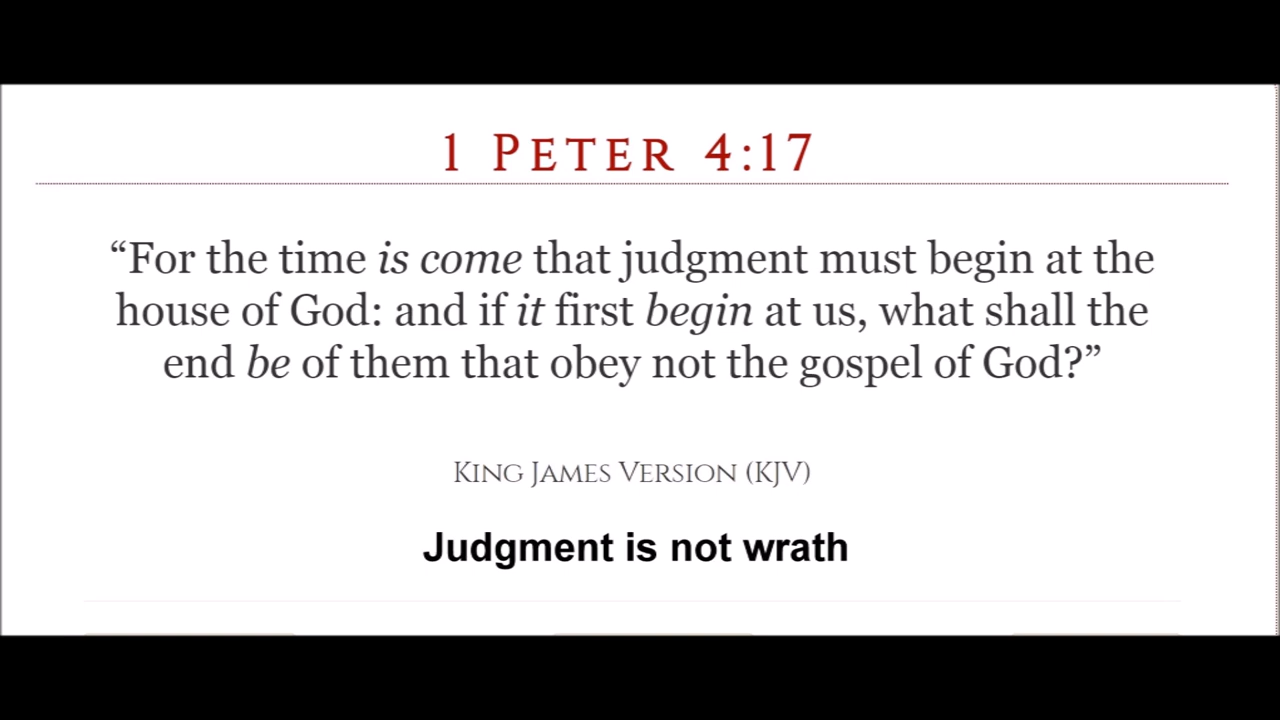 1 PETER 4:17
“For the time is come that judgment must begin at the
house of God: and if it first begin at us, what shall the
end be of them that obey not the gospel of God?”
KING JAMES VERSION (KJV)
Judgment is not wrath